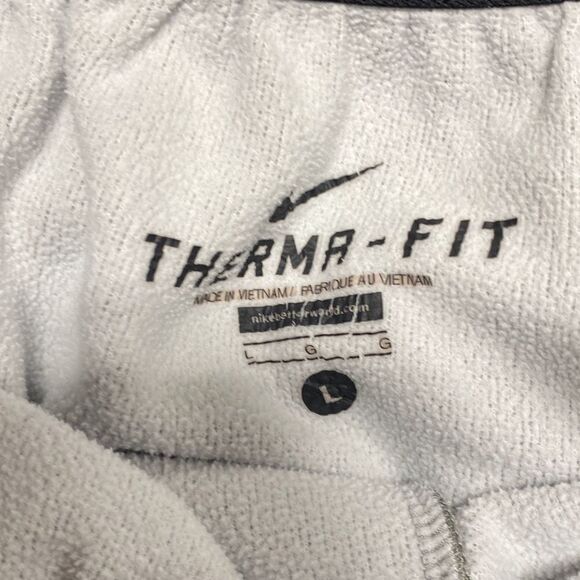 THERMA-FIT
MADE IN VIETNAM / FABRIQUE AU VIETNAM
nikebetterworld.com
L G G
L